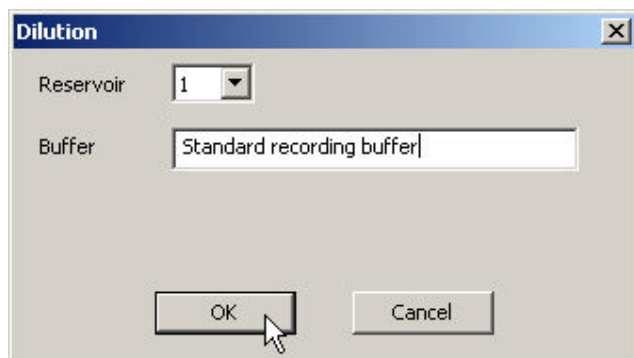 Dilution
Reservoir 1
Buffer Standard recording buffer
OK Cancel